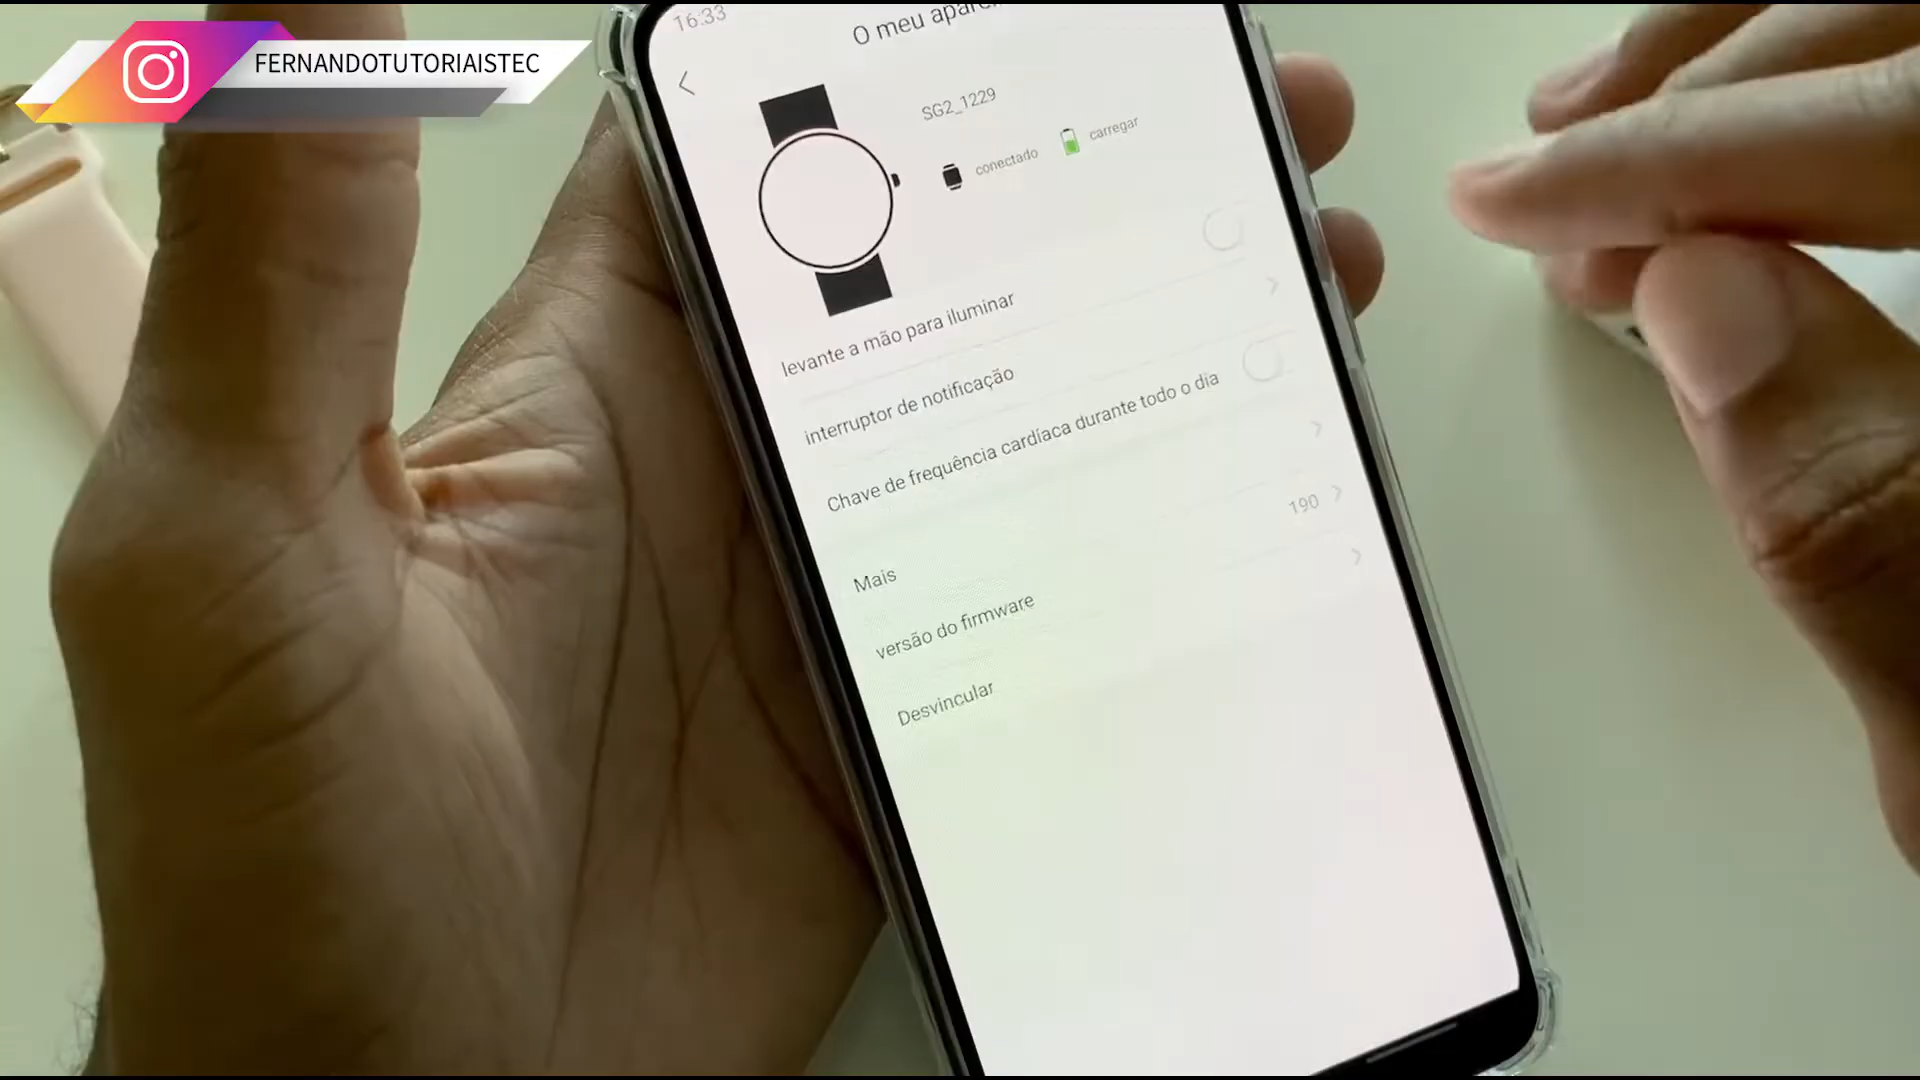 FERNANDOTUTORIAISTEC
16:33
O meu
SG2_1229
conectado
carregar
levante a mão para iluminar
interruptor de notificação
Chave de frequência cardíaca durante todo o dia
Mais
versão do firmware
190
Desvincular